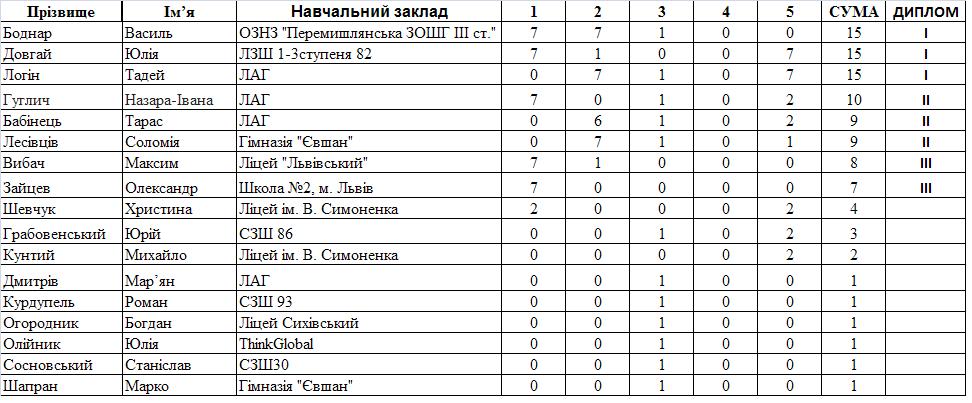 Прізвище Ім’я Навчальний заклад 1 2 3 4 5 СУМА ДИПЛОМ
Боднар Василь ОЗНЗ "Перемишлянська ЗОШГ ІІІ ст." 7 7 1 0 0 15 I
Довгай Юлія ЛЗШ 1-3ступеня 82 7 1 0 0 7 15 I
Логін Тадей ЛАГ 0 7 1 0 7 15 I
Гуглич Назара-Івана ЛАГ 7 0 1 0 2 10 II
Бабінець Тарас ЛАГ 0 6 1 0 2 9 II
Лесівців Соломія Гімназія "Євшан" 0 7 1 0 1 9 II
Вибач Максим Ліцей "Львівський" 7 1 0 0 0 8 III
Зайцев Олександр Школа №2, м. Львів 7 0 0 0 0 7 III
Шевчук Христина Ліцей ім. В. Симоненка 2 0 0 0 2 4
Грабовенський Юрій СЗШ 86 0 0 1 0 2 3
Кунтий Михайло Ліцей ім. В. Симоненка 0 0 0 0 2 2
Дмитрів Мар’ян ЛАГ 0 0 1 0 0 1
Курдупель Роман СЗШ 93 0 0 1 0 0 1
Огородник Богдан Ліцей Сихівський 0 0 1 0 0 1
Олійник Юлія ThinkGlobal 0 0 1 0 0 1
Сосновський Станіслав СЗШ30 0 0 1 0 0 1
Шапран Марко Гімназія "Євшан" 0 0 1 0 0 1